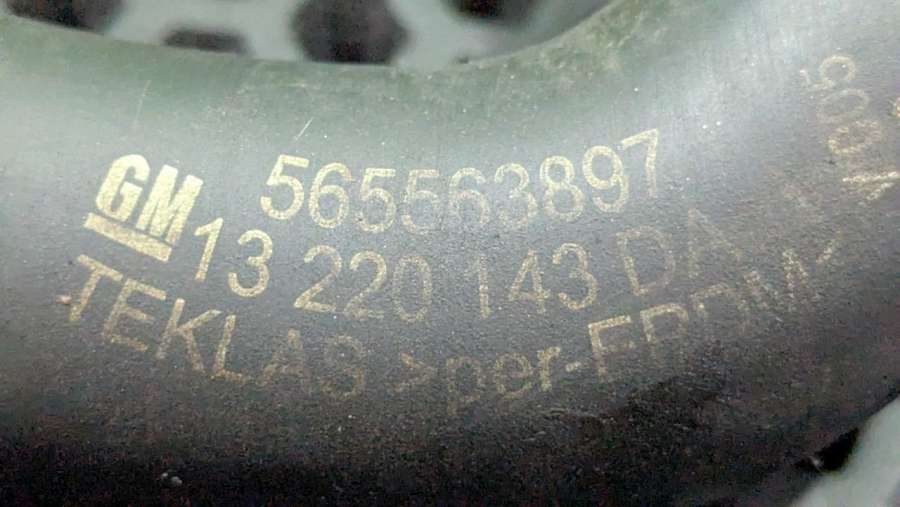 GM 565563897
13 220 143 DA
TEKLAS >per-EPDM<